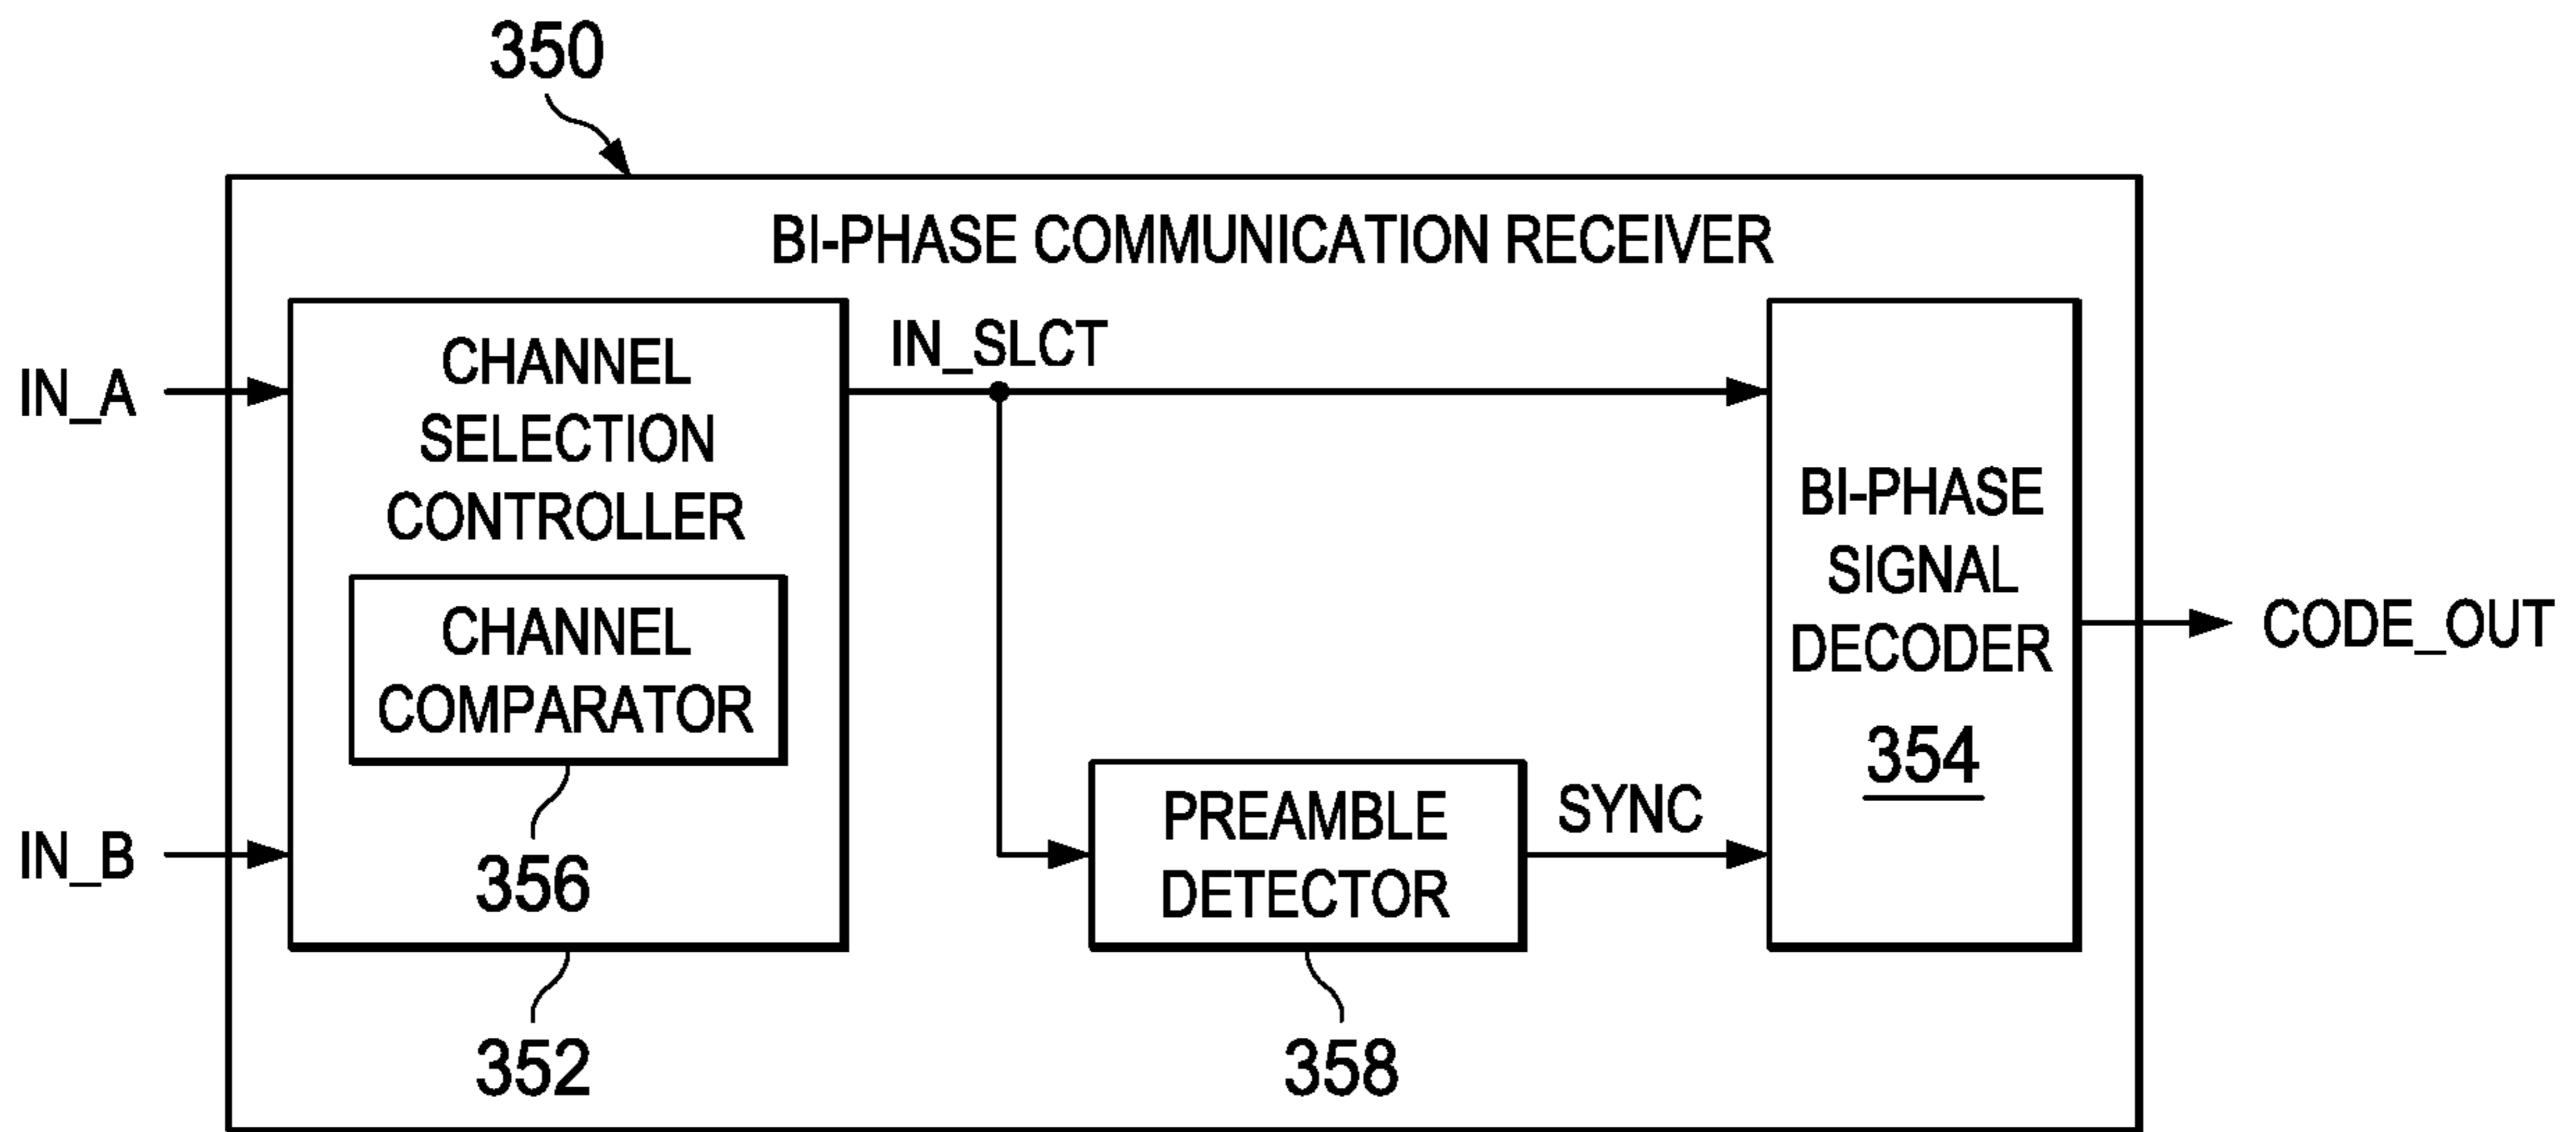 350
BI-PHASE COMMUNICATION RECEIVER
IN_A
IN_B
CHANNEL
SELECTION
CONTROLLER
CHANNEL
COMPARATOR
356
352
IN_SLCT
PREAMBLE
DETECTOR
358
SYNC
BI-PHASE
SIGNAL
DECODER
354
CODE_OUT